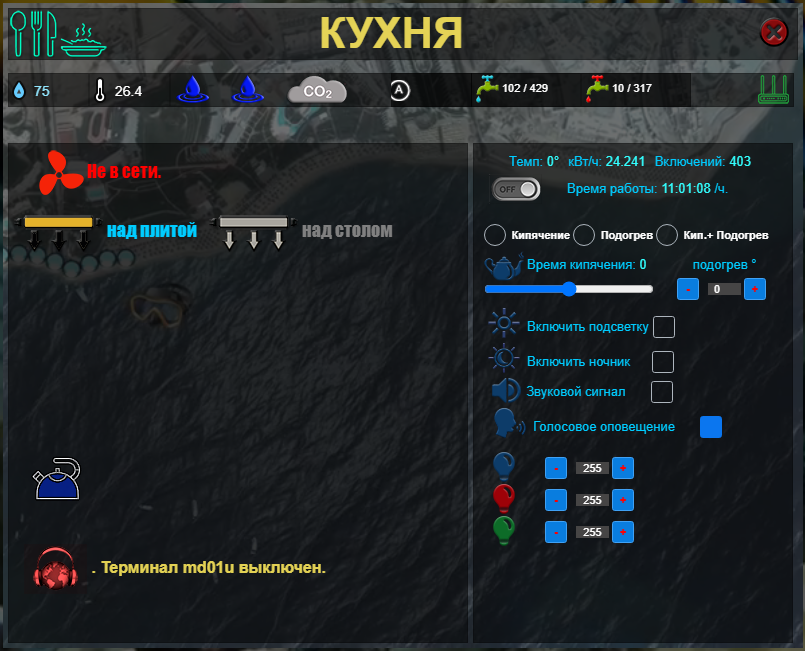 КУХНЯ
75 26.4 CO₂ A 102 / 429 10 / 317
Не в сети.
над плитой над столом
. Терминал md01u выключен.
Темп: 0° кВт/ч: 24.241 Включений: 403
OFF Время работы: 11:01:08 /ч.
Кипячение Подогрев Кип.+ Подогрев
Время кипячения: 0 подогрев °
- 0 +
Включить подсветку
Включить ночник
Звуковой сигнал
Голосовое оповещение
- 255 +
- 255 +
- 255 +